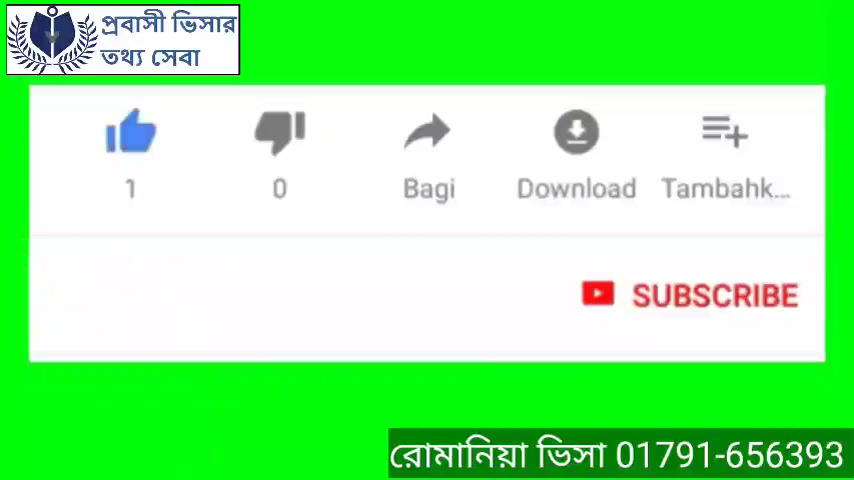 প্রবাসী ভিসার
তথ্য সেবা
1 0 Bagi Download Tambahk...
SUBSCRIBE
রোমানিয়া ভিসা 01791-656393